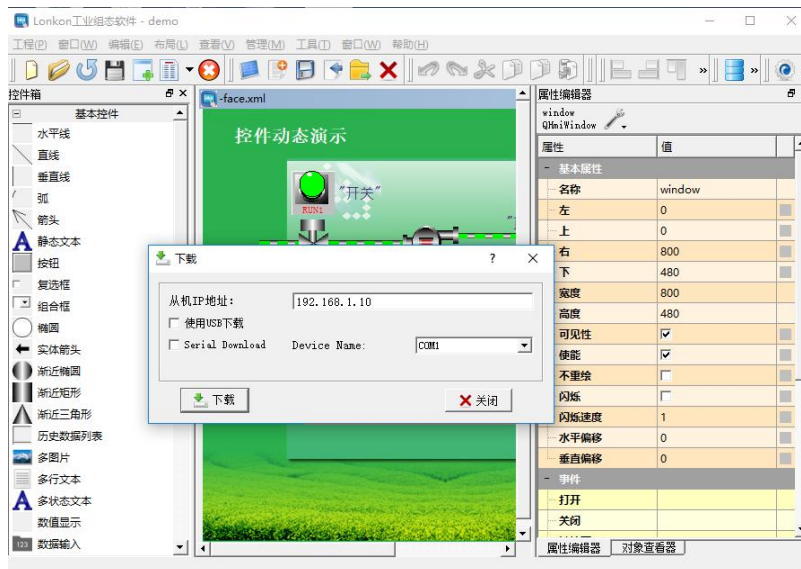 Lonkon工业组态软件 - demo
工程(P) 窗口(W) 编辑(E) 布局(L) 查看(V) 管理(M) 工具(T) 窗口(W) 帮助(H)
控件箱
基本控件
水平线
直线
垂直线
弧
箭头
静态文本
按钮
复选框
组合框
椭圆
实体箭头
渐近椭圆
渐近矩形
渐近三角形
历史数据列表
多图片
多行文本
多状态文本
数值显示
123 数据输入
-face.xml
控件动态演示
RUN1
"开关"
下载
?
从机IP地址: 192.168.1.10
使用USB下载
Serial Download Device Name: COM1
下载 关闭
属性编辑器
window
QHmiWindow
属性 值
- 基本属性
名称 window
左 0
上 0
右 800
下 480
宽度 800
高度 480
可见性
使能
不重绘
闪烁
闪烁速度 1
水平偏移 0
垂直偏移 0
- 事件
打开
关闭
属性编辑器 对象查看器